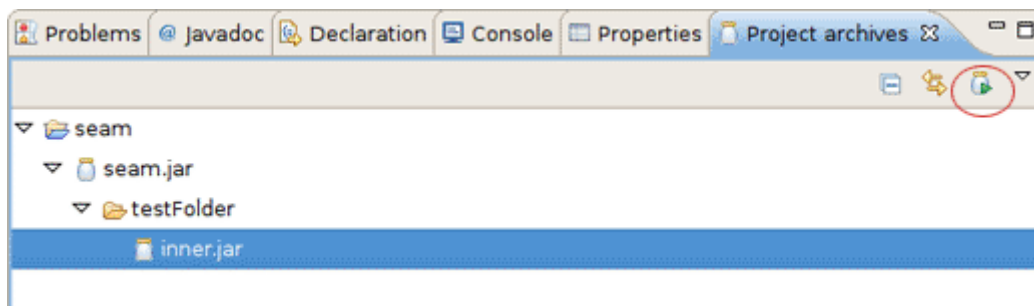 Problems @ Javadoc Declaration Console Properties Project archives
seam
seam.jar
testFolder
inner.jar